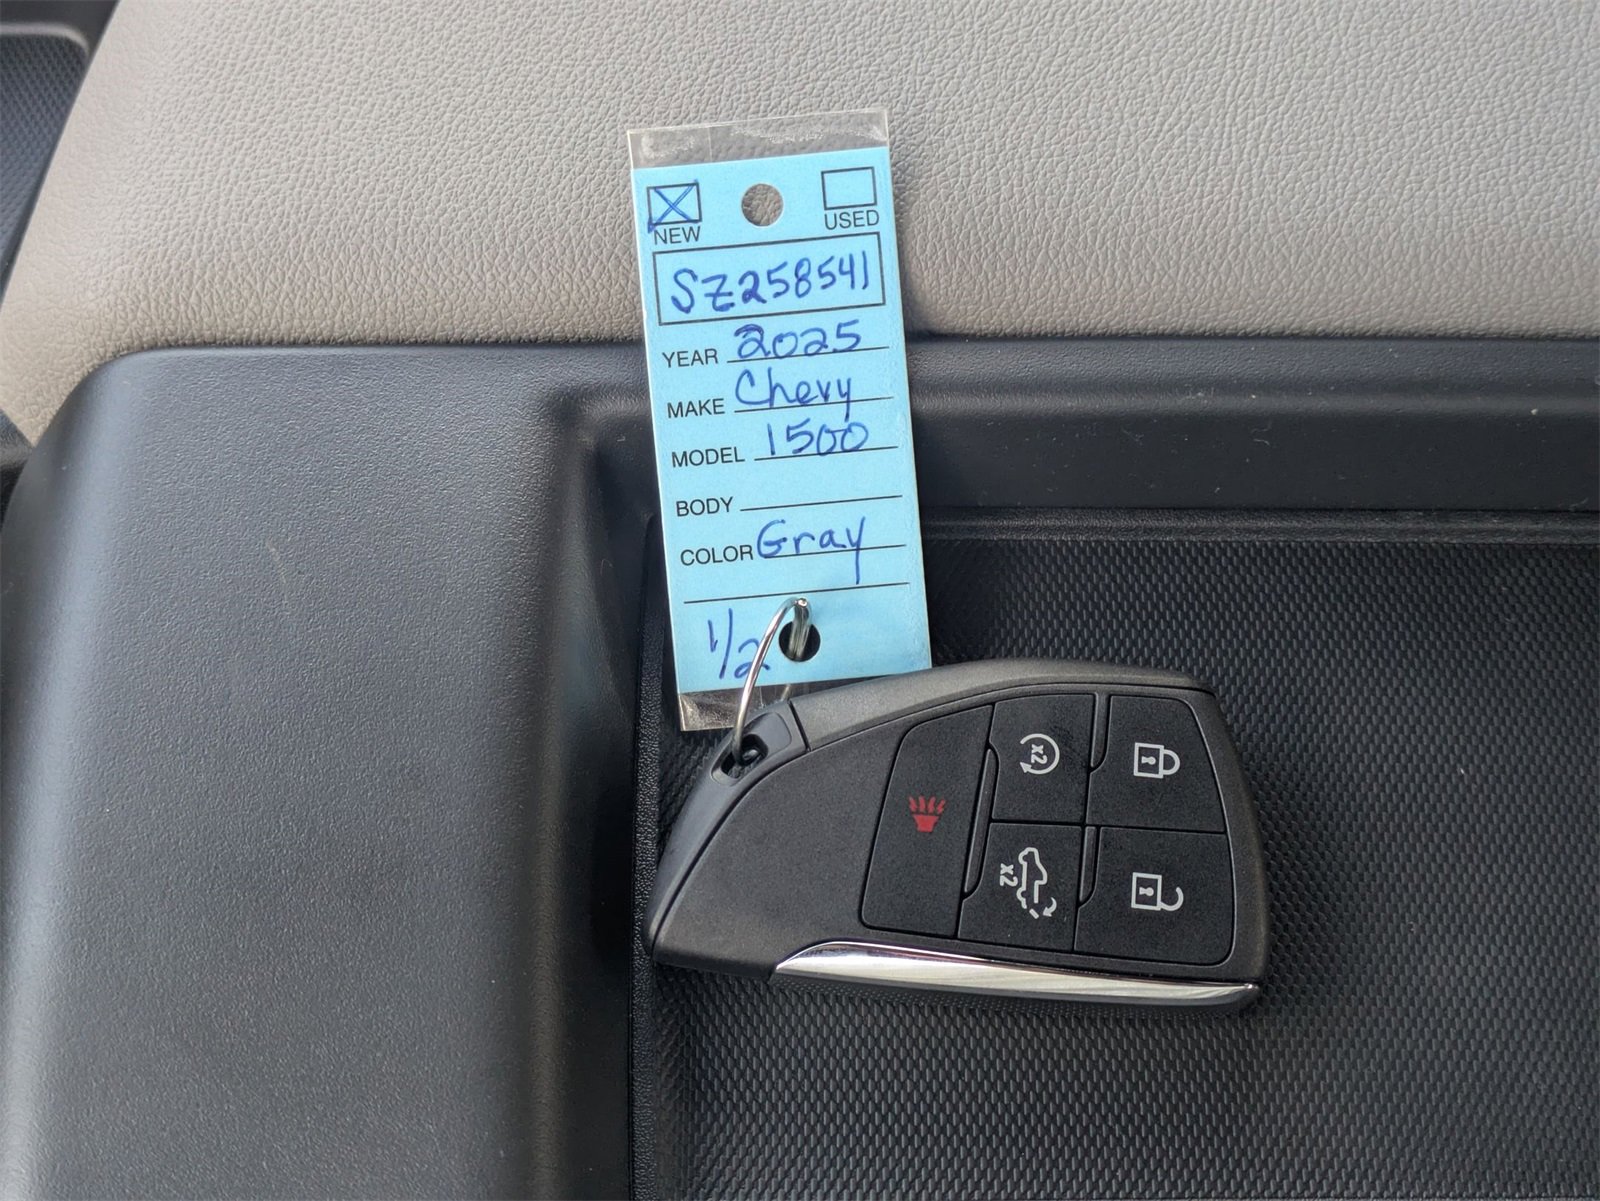 NEW USED
SZ258541
YEAR 2025
MAKE Chevy
MODEL 1500
BODY
COLOR Gray
1/2
x2
x2